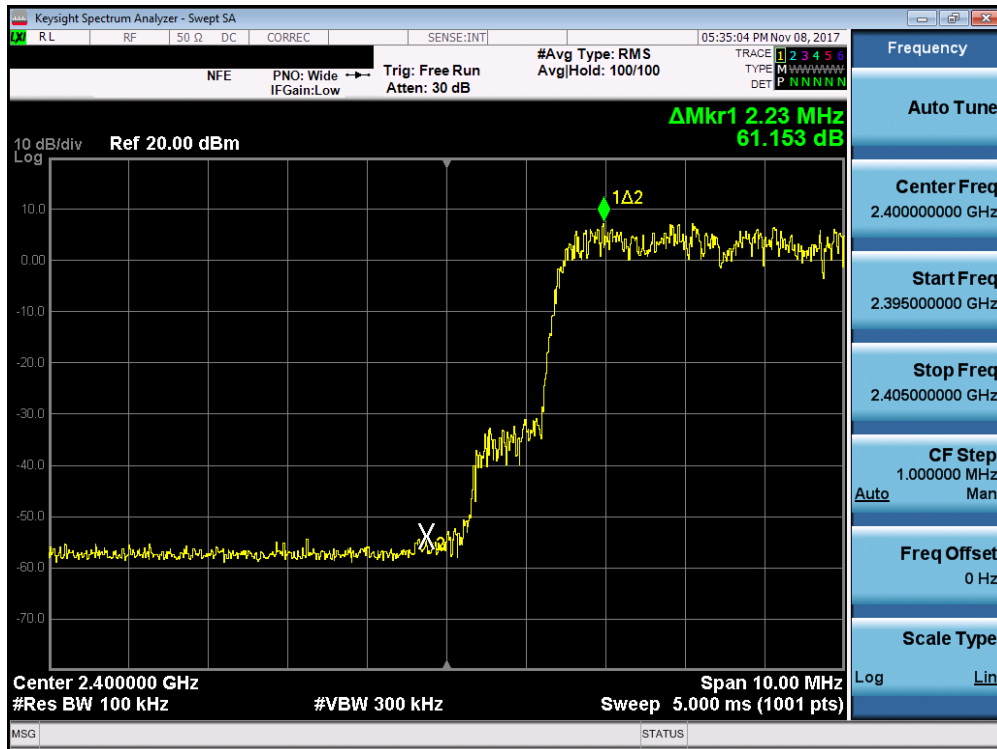 Keysight Spectrum Analyzer - Swept SA
LXI RL RF 50 Ω DC CORREC SENSE:INT 05:35:04 PM Nov 08, 2017
NFE PNO: Wide Trig: Free Run #Avg Type: RMS TRACE 1 2 3 4 5 6
IFGain:Low Atten: 30 dB Avg|Hold: 100/100 TYPE M WWWWW
DET P N N N N N
ΔMkr1 2.23 MHz
61.153 dB
10 dB/div Ref 20.00 dBm
Log
1Δ2
10.0
0.00
-10.0
-20.0
-30.0
-40.0
-50.0
X2
-60.0
-70.0
Center 2.400000 GHz Span 10.00 MHz
#Res BW 100 kHz #VBW 300 kHz Sweep 5.000 ms (1001 pts)
MSG STATUS
Frequency
Auto Tune
Center Freq
2.400000000 GHz
Start Freq
2.395000000 GHz
Stop Freq
2.405000000 GHz
CF Step
1.000000 MHz
Auto Man
Freq Offset
0 Hz
Scale Type
Log Lin